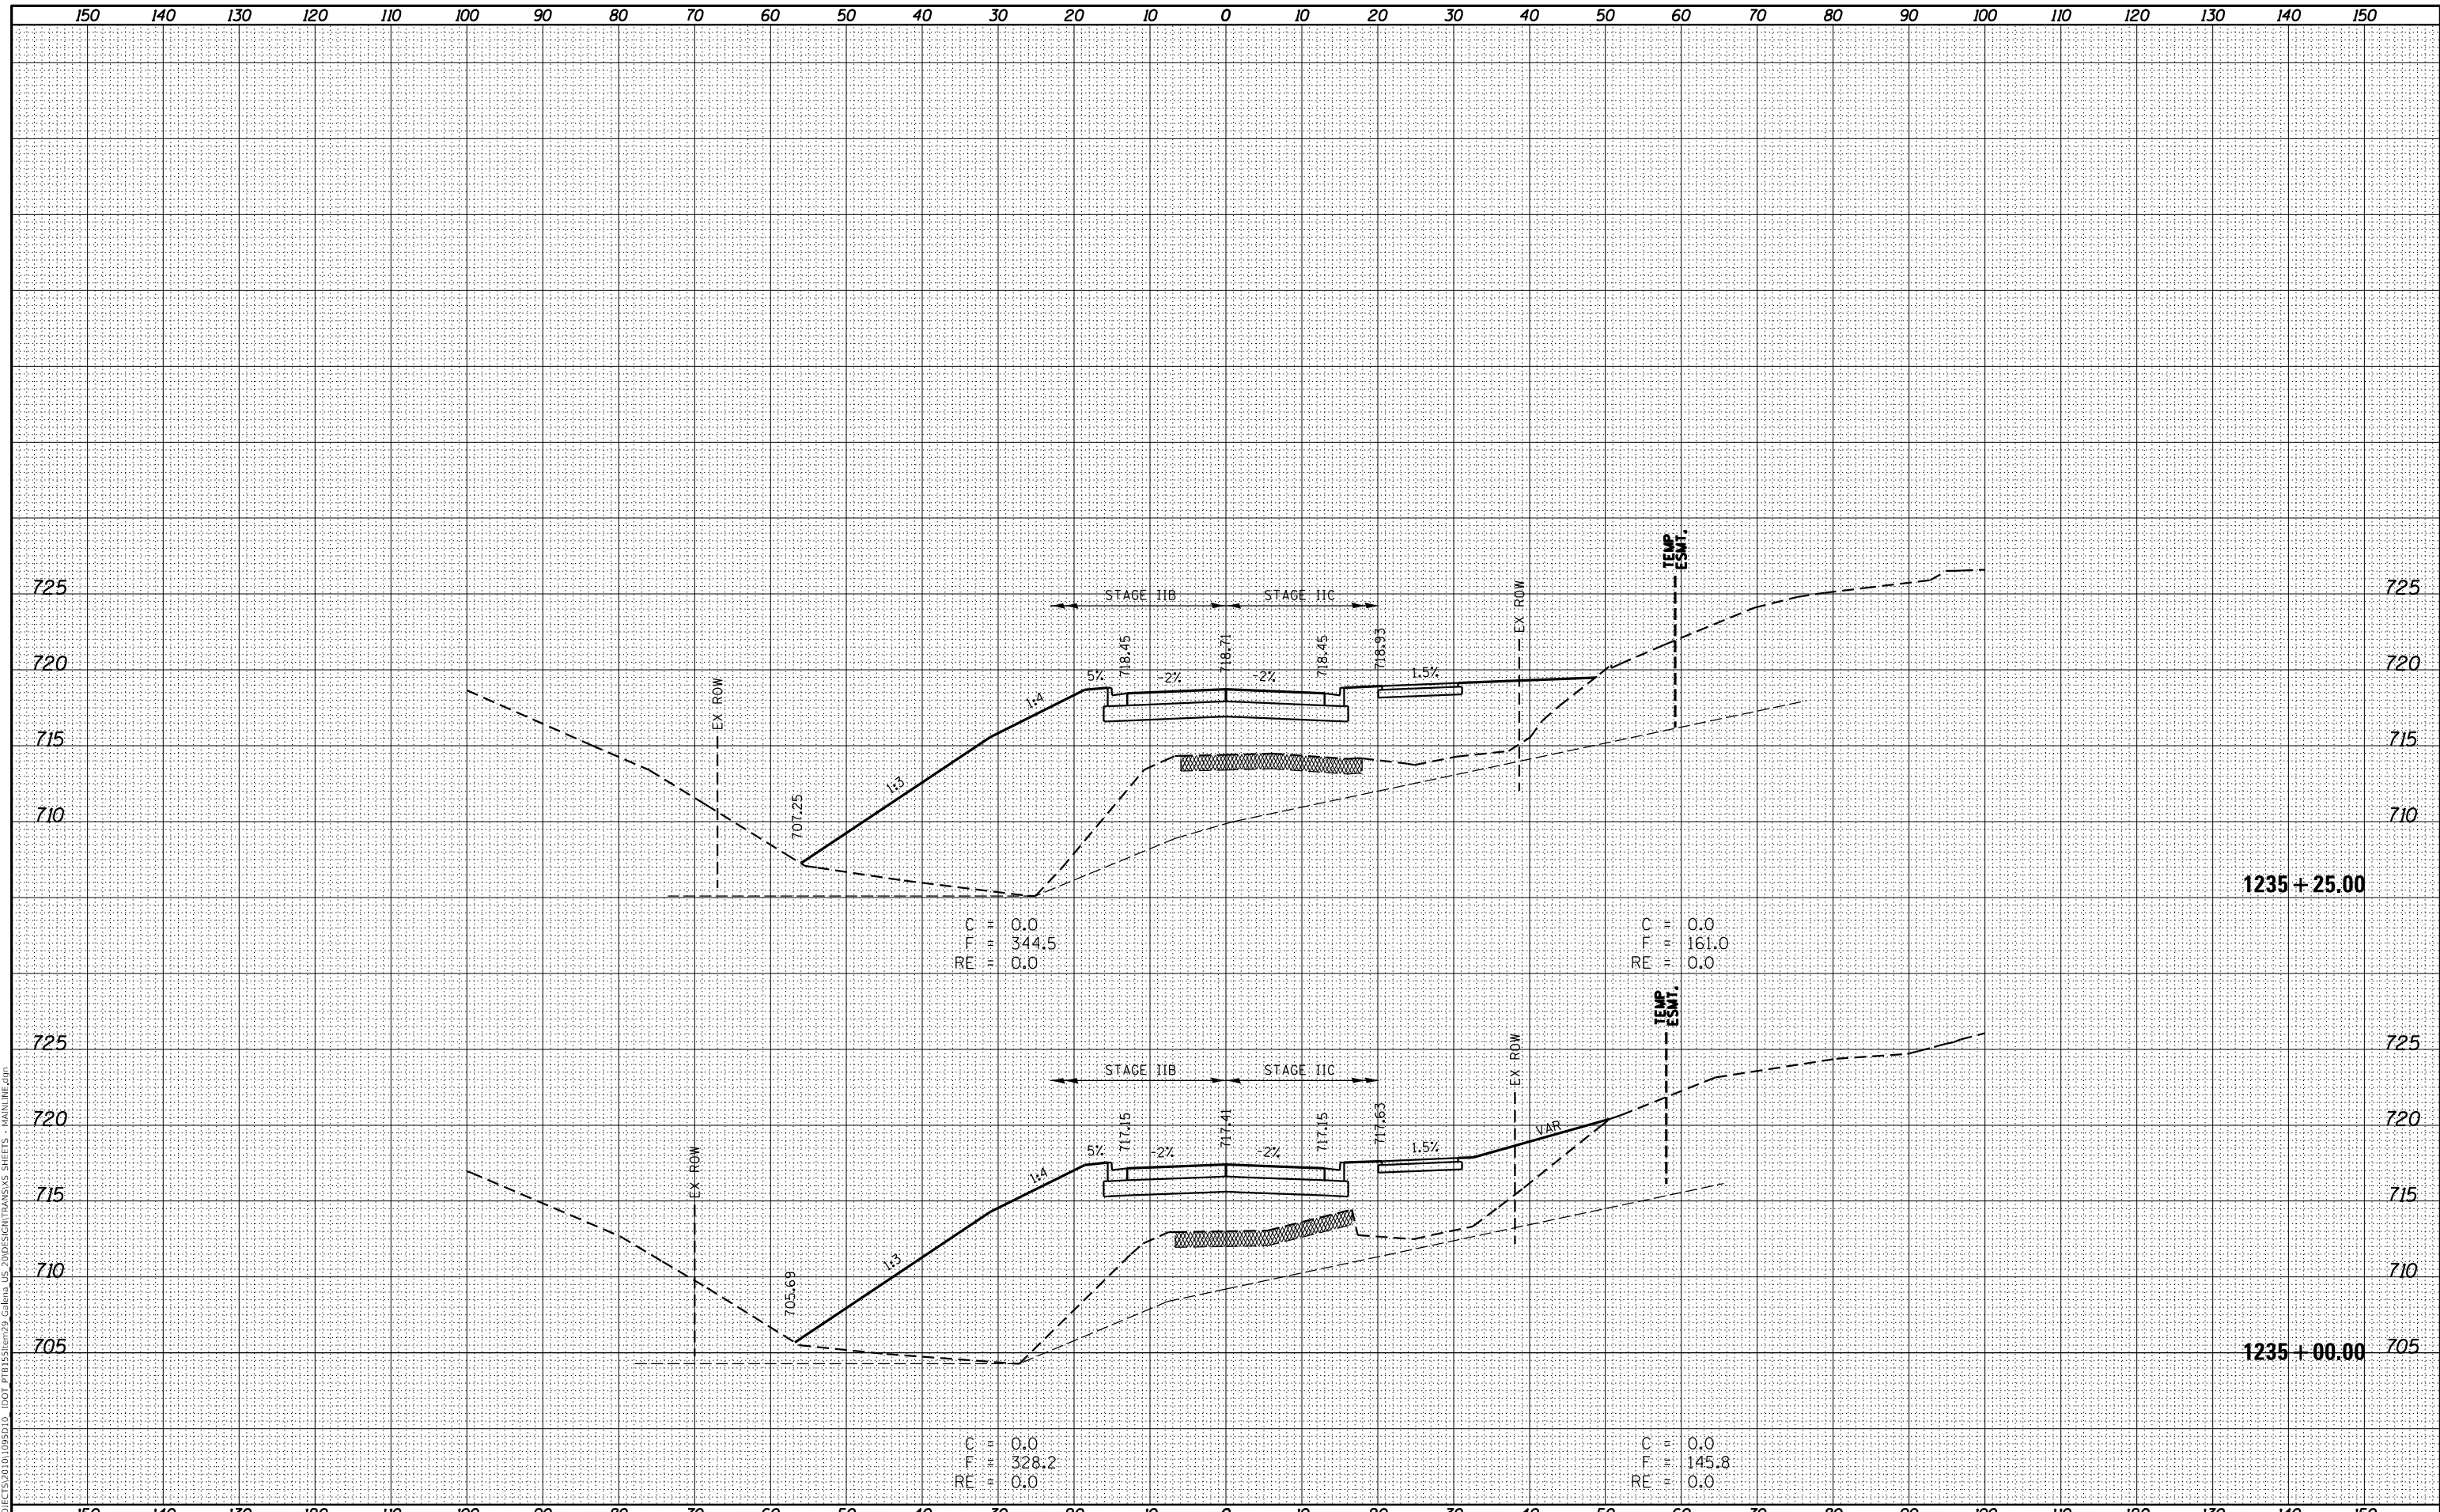 150 140 130 120 110 100 90 80 70 60 50 40 30 20 10 0 10 20 30 40 50 60 70 80 90 100 110 120 130 140 150
TEMP
ESMT.
725 STAGE IIB STAGE IIC EX ROW 725
720 EX ROW 5% 718.45 -2% 718.71 -2% 718.45 718.93 1.5% 720
1:4
715 715
1:3
710 707.25 710
1235 + 25.00
C = 0.0 C = 0.0
F = 344.5 F = 161.0
RE = 0.0 RE = 0.0
TEMP
ESMT.
725 STAGE IIB STAGE IIC EX ROW 725
720 717.15 717.41 717.15 717.63 VAR 720
EX ROW 5% -2% -2% 1.5%
1:4
715 715
1:3
710 705.69 710
705 1235 + 00.00 705
C = 0.0 C = 0.0
F = 328.2 F = 145.8
RE = 0.0 RE = 0.0